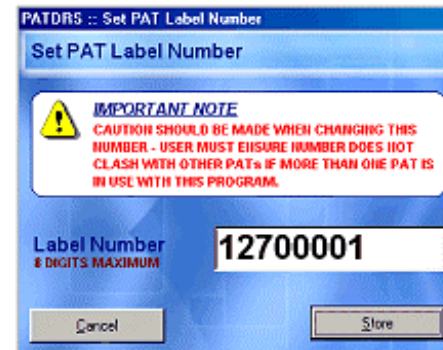 PATDRS :: Set PAT Label Number
Set PAT Label Number
IMPORTANT NOTE
CAUTION SHOULD BE MADE WHEN CHANGING THIS
NUMBER - USER MUST ENSURE NUMBER DOES NOT
CLASH WITH OTHER PATs IF MORE THAN ONE PAT IS
IN USE WITH THIS PROGRAM.
Label Number
8 DIGITS MAXIMUM
12700001
Cancel
Store